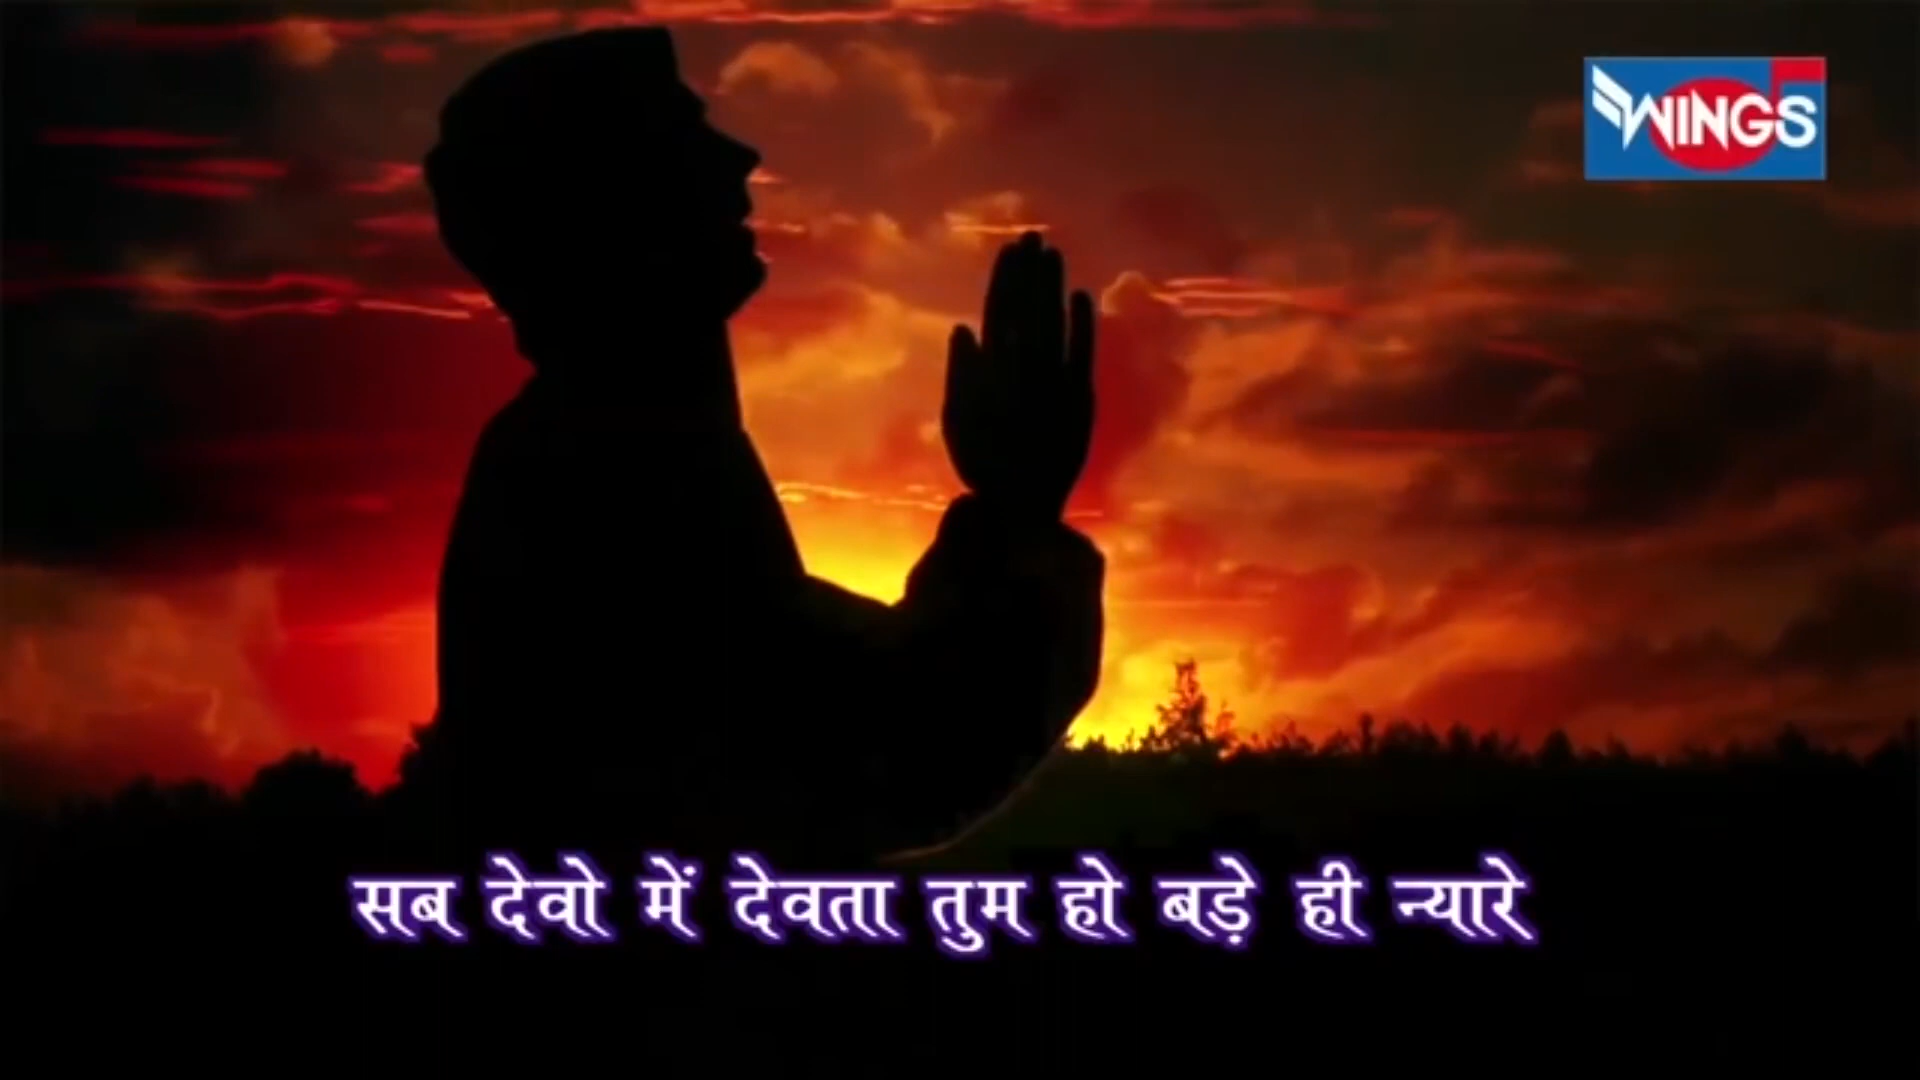 WINGS
सब देवो में देवता तुम हो बड़े ही न्यारे